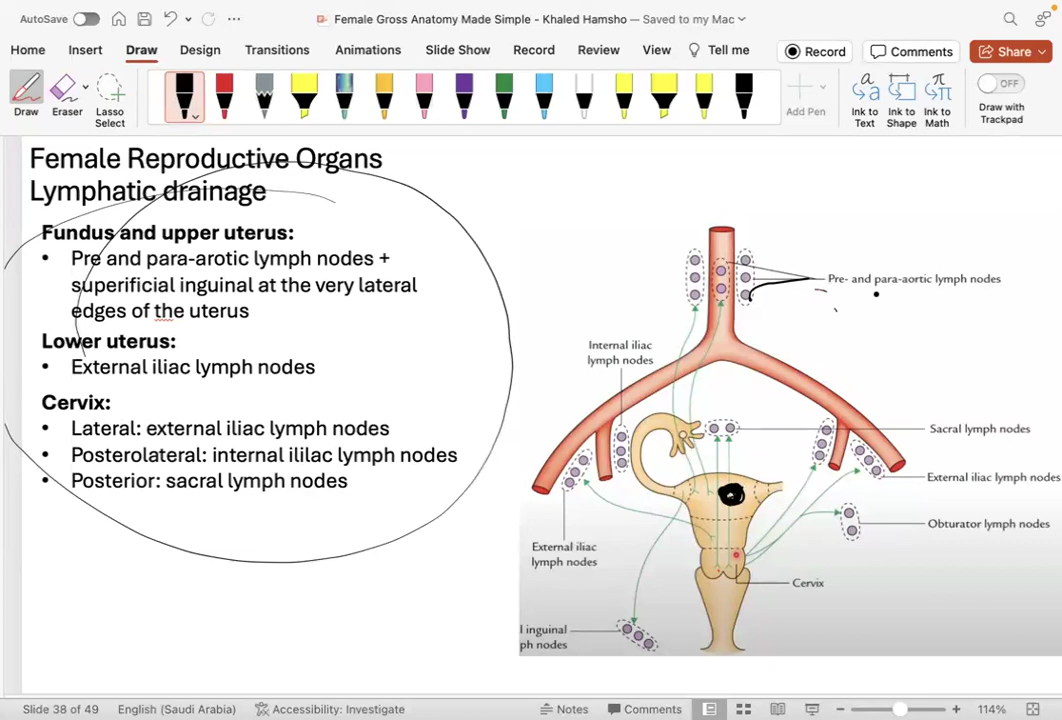 AutoSave OFF
Female Gross Anatomy Made Simple - Khaled Hamsho — Saved to my Mac
Home Insert Draw Design Transitions Animations Slide Show Record Review View Tell me Record Comments Share
Draw Eraser Lasso Select Add Pen Ink to Text Ink to Shape Ink to Math Draw with Trackpad
Female Reproductive Organs
Lymphatic drainage
Fundus and upper uterus:
• Pre and para-arotic lymph nodes +
superificial inguinal at the very lateral
edges of the uterus
Lower uterus:
• External iliac lymph nodes
Cervix:
• Lateral: external iliac lymph nodes
• Posterolateral: internal ililac lymph nodes
• Posterior: sacral lymph nodes
Pre- and para-aortic lymph nodes
Internal iliac
lymph nodes
Sacral lymph nodes
External iliac lymph nodes
Obturator lymph nodes
External iliac
lymph nodes
Cervix
l inguinal
ph nodes
Slide 38 of 49 English (Saudi Arabia) Accessibility: Investigate Notes Comments 114%